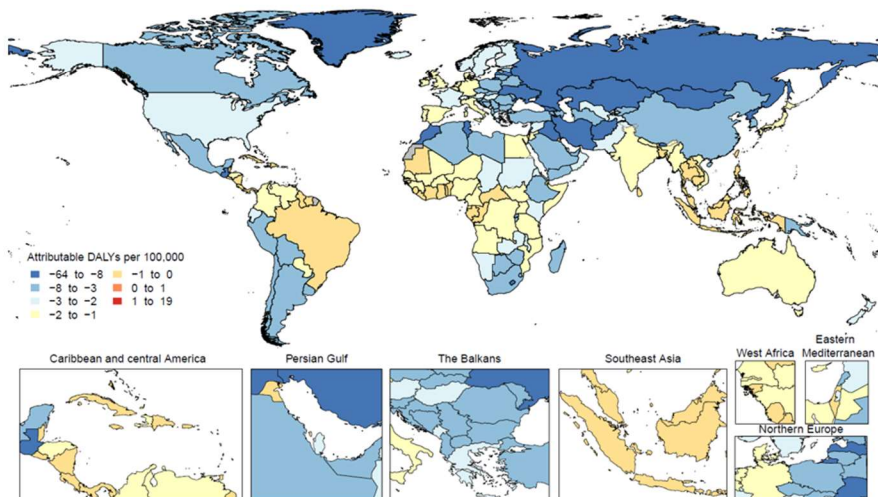 Attributable DALYs per 100,000
−64 to −8
−8 to −3
−3 to −2
−2 to −1
−1 to 0
0 to 1
1 to 19
Caribbean and central America
Persian Gulf
The Balkans
Southeast Asia
West Africa
Eastern
Mediterranean
Northern Europe